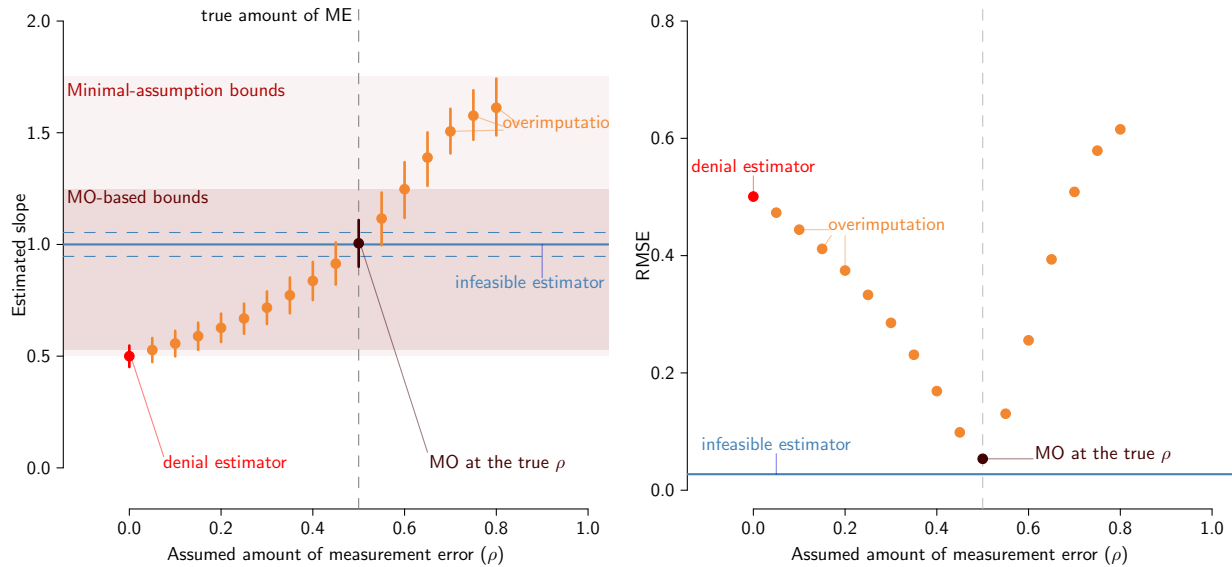 true amount of ME
2.0
1.5
1.0
0.5
0.0
Estimated slope
Minimal-assumption bounds
MO-based bounds
overimputation
infeasible estimator
denial estimator
MO at the true ρ
0.0 0.2 0.4 0.6 0.8 1.0
Assumed amount of measurement error (ρ)
0.8
0.6
0.4
0.2
0.0
RMSE
denial estimator
overimputation
infeasible estimator
MO at the true ρ
0.0 0.2 0.4 0.6 0.8 1.0
Assumed amount of measurement error (ρ)